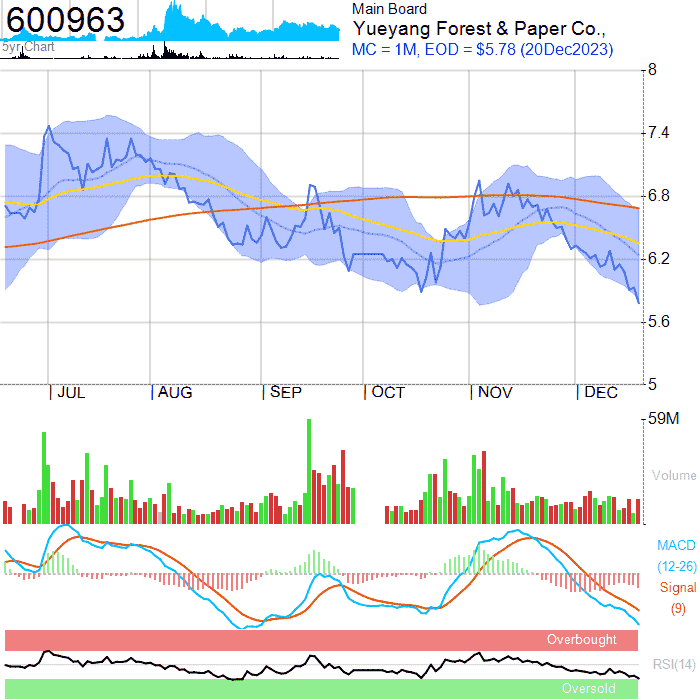 600963
5yr Chart
Main Board
Yueyang Forest & Paper Co.,
MC = 1M, EOD = $5.78 (20Dec2023)
8
7.4
6.8
6.2
5.6
5
JUL AUG SEP OCT NOV DEC
59M
Volume
MACD
(12-26)
Signal
(9)
Overbought
RSI(14)
Oversold